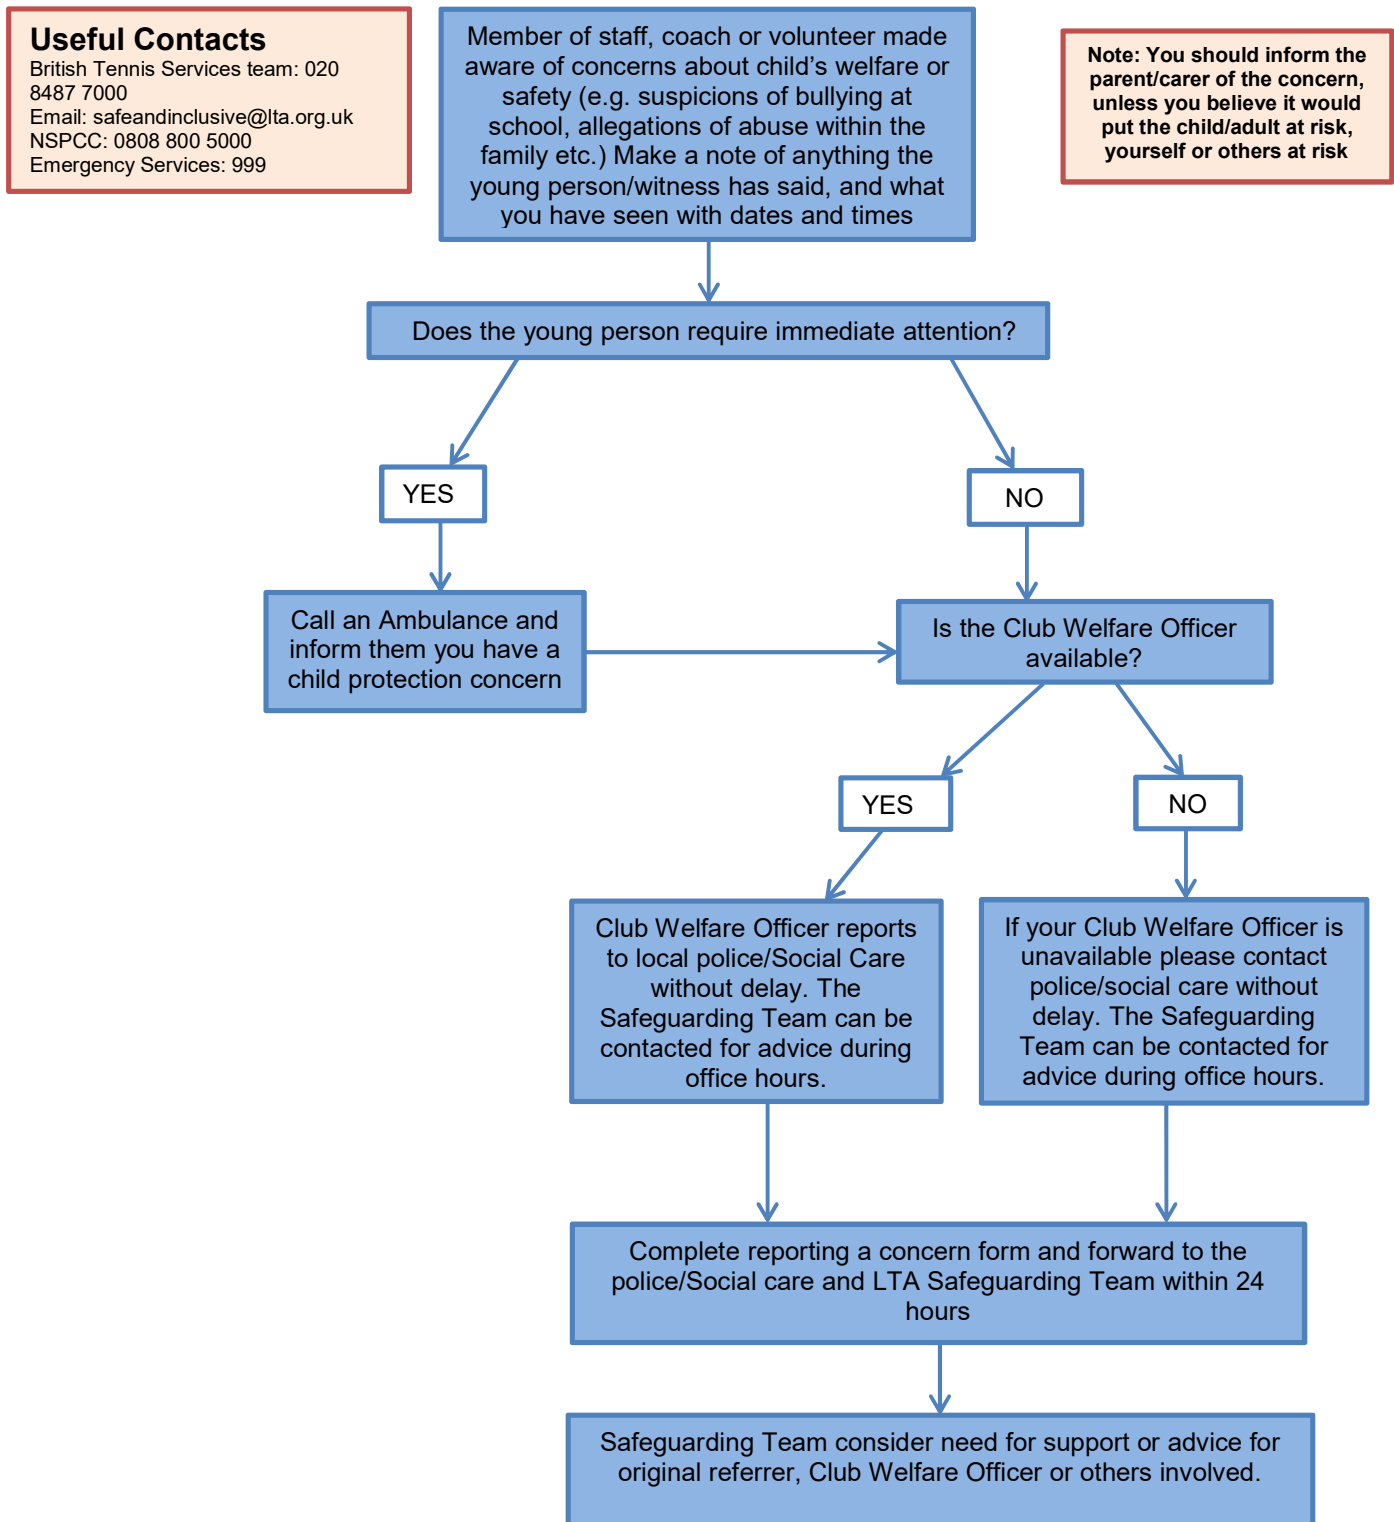 Useful Contacts
British Tennis Services team: 020
8487 7000
Email: safeandinclusive@lta.org.uk
NSPCC: 0808 800 5000
Emergency Services: 999
Member of staff, coach or volunteer made
aware of concerns about child’s welfare or
safety (e.g. suspicions of bullying at
school, allegations of abuse within the
family etc.) Make a note of anything the
young person/witness has said, and what
you have seen with dates and times
Note: You should inform the
parent/carer of the concern,
unless you believe it would
put the child/adult at risk,
yourself or others at risk
Does the young person require immediate attention?
YES
NO
Call an Ambulance and
inform them you have a
child protection concern
Is the Club Welfare Officer
available?
YES
NO
Club Welfare Officer reports
to local police/Social Care
without delay. The
Safeguarding Team can be
contacted for advice during
office hours.
If your Club Welfare Officer is
unavailable please contact
police/social care without
delay. The Safeguarding
Team can be contacted for
advice during office hours.
Complete reporting a concern form and forward to the
police/Social care and LTA Safeguarding Team within 24
hours
Safeguarding Team consider need for support or advice for
original referrer, Club Welfare Officer or others involved.